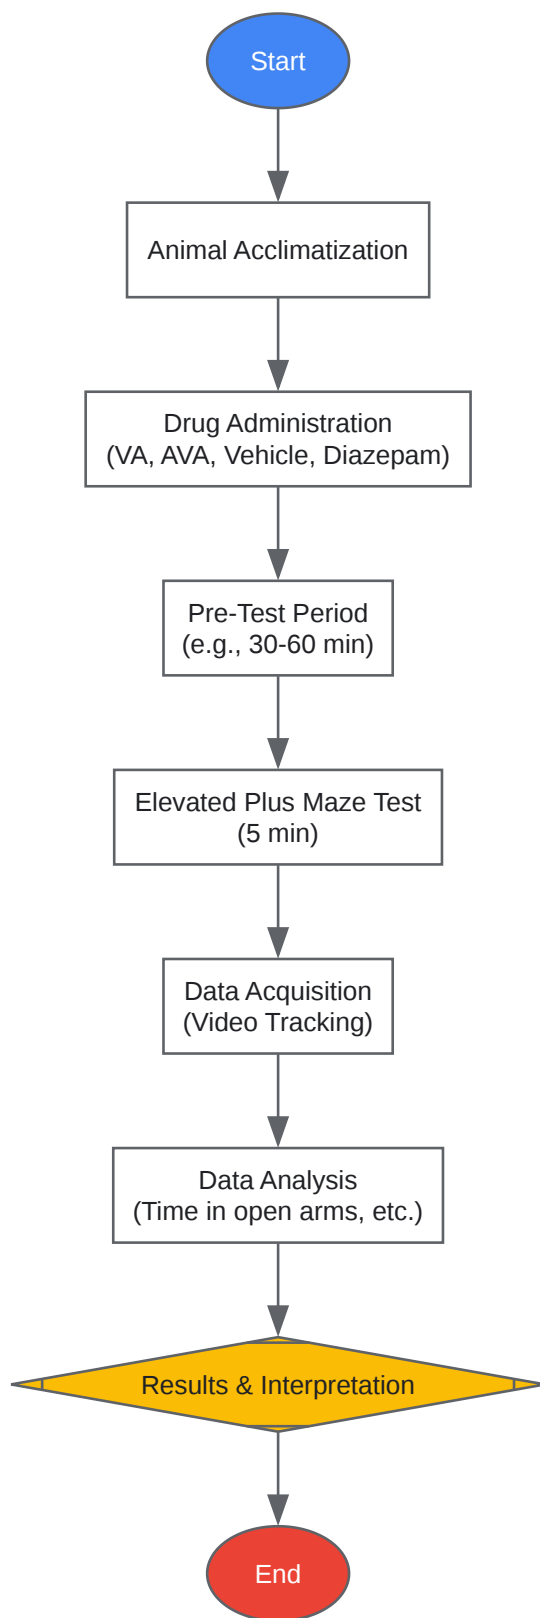 Start
Animal Acclimatization
Drug Administration
(VA, AVA, Vehicle, Diazepam)
Pre-Test Period
(e.g., 30-60 min)
Elevated Plus Maze Test
(5 min)
Data Acquisition
(Video Tracking)
Data Analysis
(Time in open arms, etc.)
Results & Interpretation
End